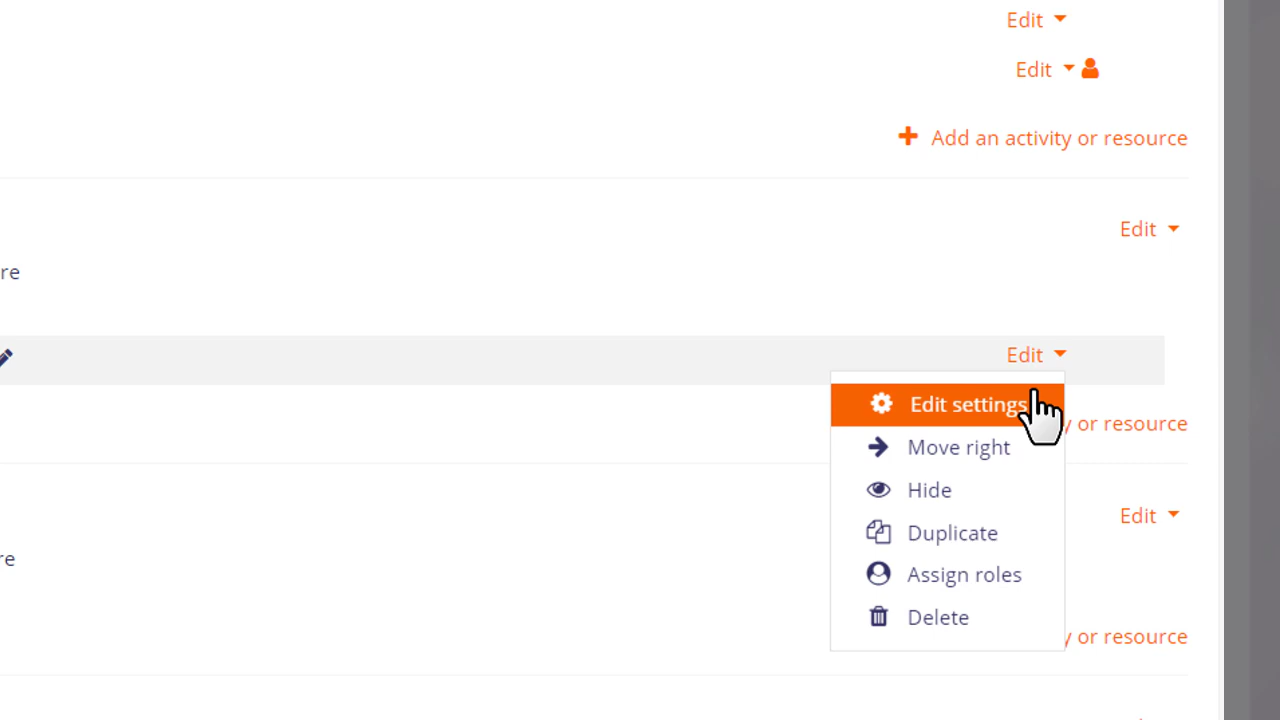 Edit
Edit
Add an activity or resource
Edit
re
Edit
Edit settings
y or resource
Move right
Hide
Edit
Duplicate
re
Assign roles
Delete
y or resource